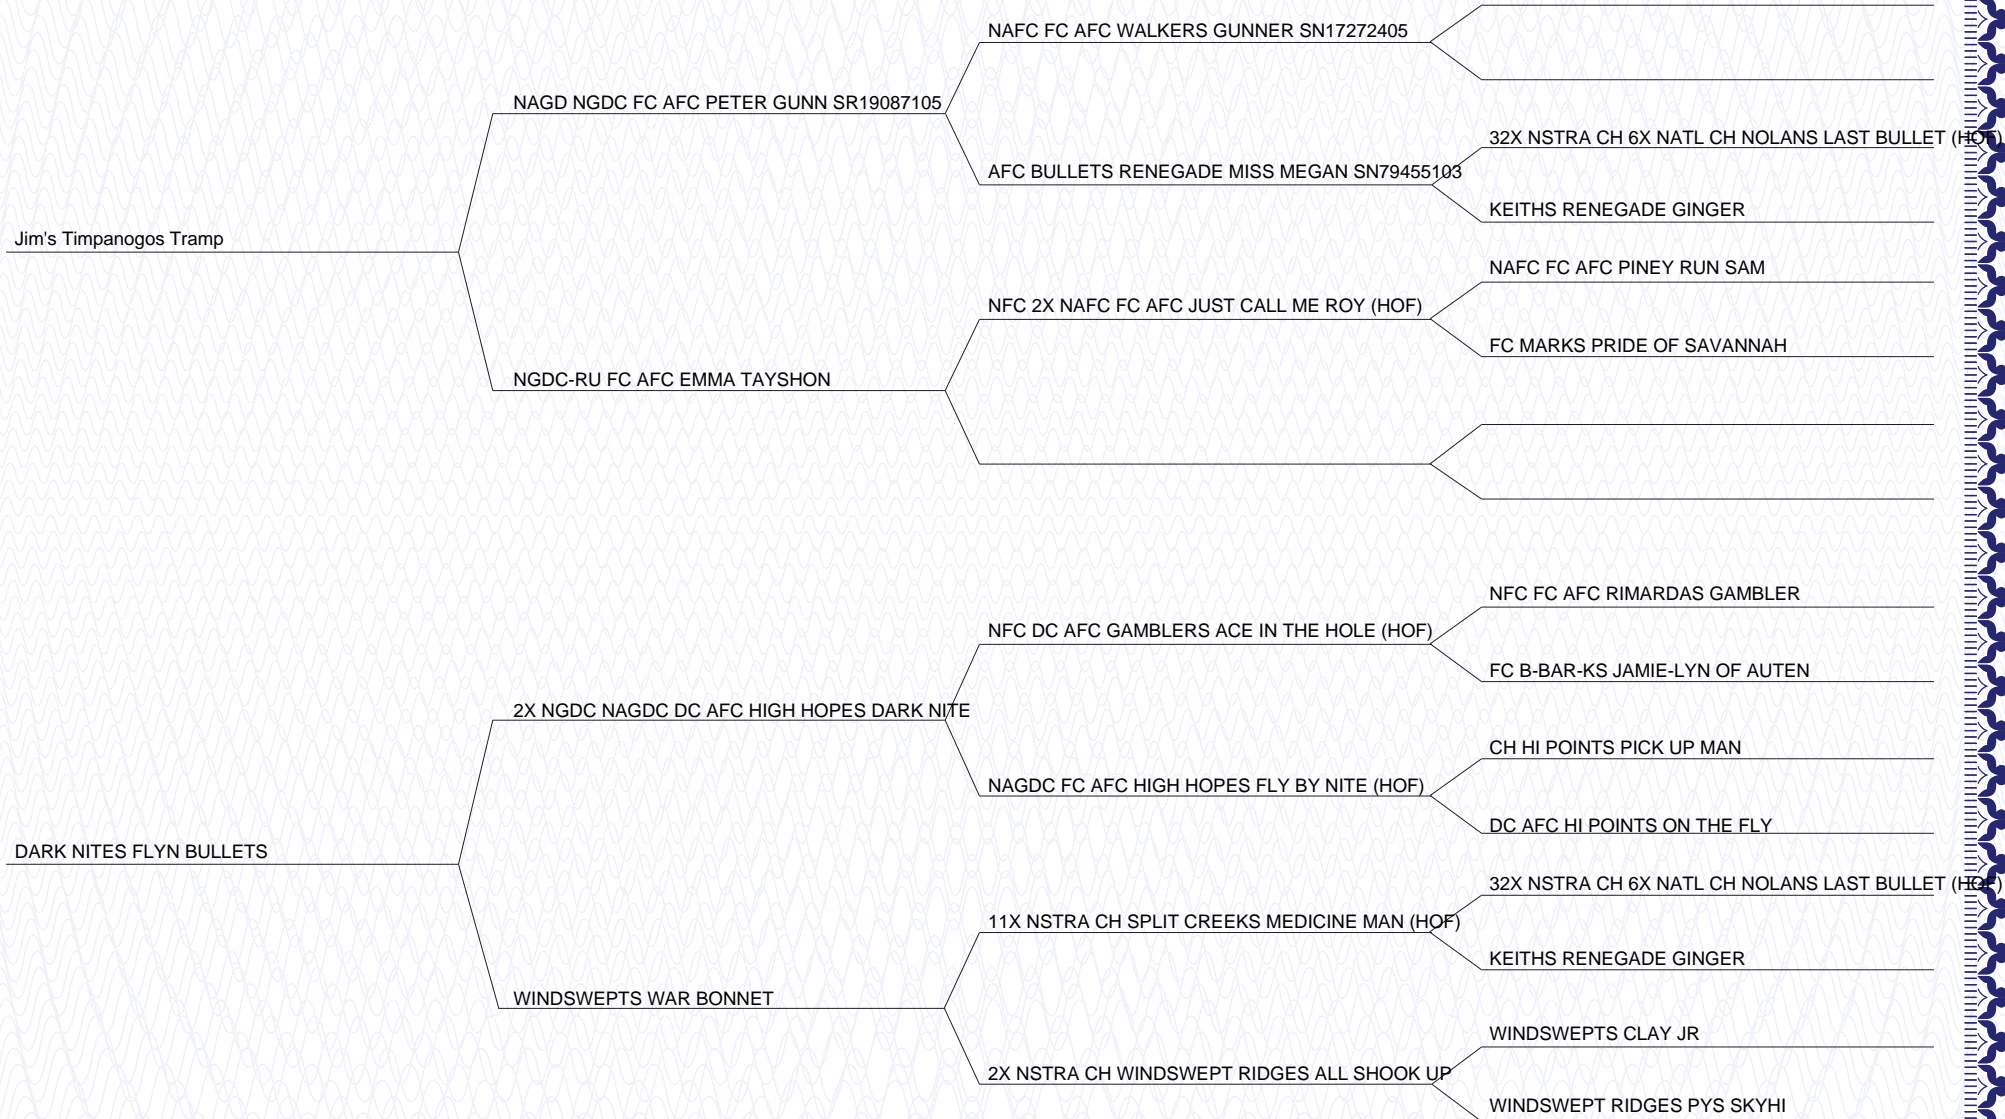 NAFC FC AFC WALKERS GUNNER SN17272405
NAGD NGDC FC AFC PETER GUNN SR19087105
32X NSTRA CH 6X NATL CH NOLANS LAST BULLET (HOF)
AFC BULLETS RENEGADE MISS MEGAN SN79455103
KEITHS RENEGADE GINGER
Jim's Timpanogos Tramp
NAFC FC AFC PINEY RUN SAM
NFC 2X NAFC FC AFC JUST CALL ME ROY (HOF)
FC MARKS PRIDE OF SAVANNAH
NGDC-RU FC AFC EMMA TAYSHON
NFC FC AFC RIMARDAS GAMBLER
NFC DC AFC GAMBLERS ACE IN THE HOLE (HOF)
FC B-BAR-KS JAMIE-LYN OF AUTEN
2X NGDC NAGDC DC AFC HIGH HOPES DARK NITE
CH HI POINTS PICK UP MAN
NAGDC FC AFC HIGH HOPES FLY BY NITE (HOF)
DC AFC HI POINTS ON THE FLY
DARK NITES FLYN BULLETS
32X NSTRA CH 6X NATL CH NOLANS LAST BULLET (HOF)
11X NSTRA CH SPLIT CREEKS MEDICINE MAN (HOF)
KEITHS RENEGADE GINGER
WINDSWEPTS WAR BONNET
WINDSWEPTS CLAY JR
2X NSTRA CH WINDSWEPT RIDGES ALL SHOOK UP
WINDSWEPT RIDGES PYS SKYHI